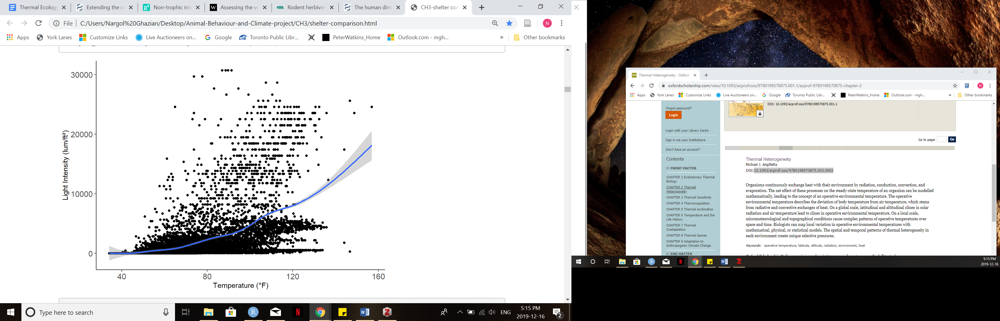 Thermal Ecology
Extending the co
Non-trophic inte
Assessing the vu
Rodent herbivor
The human dim
CH3-shelter con
File
C:/Users/Nargol%20Ghazian/Desktop/Animal-Behaviour-and-Climate-project/CH3/shelter-comparison.html
N
Apps
York Lanes
Customize Links
Live Auctioneers on...
Google
Toronto Public Libr...
PeterWatkins_Home
Outlook.com - mgh...
»
Other bookmarks
30000
20000
10000
0
Light Intensity (lum/ft²)
40
80
120
160
Temperature (°F)
Type here to search
ENG
5:15 PM
2019-12-16
2
Thermal Heterogeneity - Oxford
oxfordscholarship.com/view/10.1093/acprof:oso/9780198570875.001.1/acprof-9780198570875-chapter-2
N
Apps
York Lanes
Customize Links
Live Auctioneers on...
Google
Toronto Public Libr...
PeterWatkins_Home
Outlook.com - mgh...
»
Other bookmarks
Forgot password?
Login
Login with your Library Card
Sign in via your Institution
Don't have an account?
Contents
[+] FRONT MATTER
CHAPTER 1 Evolutionary Thermal
Biology
CHAPTER 2 Thermal
Heterogeneity
CHAPTER 3 Thermal Sensitivity
CHAPTER 4 Thermoregulation
CHAPTER 5 Thermal Acclimation
CHAPTER 6 Temperature and the
Life History
CHAPTER 7 Thermal
Coadaptation
CHAPTER 8 Thermal Games
CHAPTER 9 Adaptation to
Anthropogenic Climate Change
[+] END MATTER
DOI: 10.1093/acprof:oso/9780198570875.001.1
Go to page:
Go
Thermal Heterogeneity
Michael J. Angilletta
DOI:10.1093/acprof:oso/9780198570875.003.0002
Organisms continuously exchange heat with their environment by radiation, conduction, convection, and
evaporation. The net effect of these processes on the steady-state temperature of an organism can be modelled
mathematically, leading to the concept of an operative environmental temperature. The operative
environmental temperature describes the deviation of body temperature from air temperature, which stems
from radiative and convective exchanges of heat. On a global scale, latitudinal and altitudinal clines in solar
radiation and air temperature lead to clines in operative environmental temperature. On a local scale,
micrometeorological and topographical conditions cause complex patterns of operative temperatures over
space and time. Biologists can map local variation in operative environmental temperatures with
mathematical, physical, or statistical models. The spatial and temporal patterns of thermal heterogeneity in
each environment create unique selective pressures.
Keywords: operative temperature, latitude, altitude, radiation, environment, heat
5:15 PM
2019-12-16